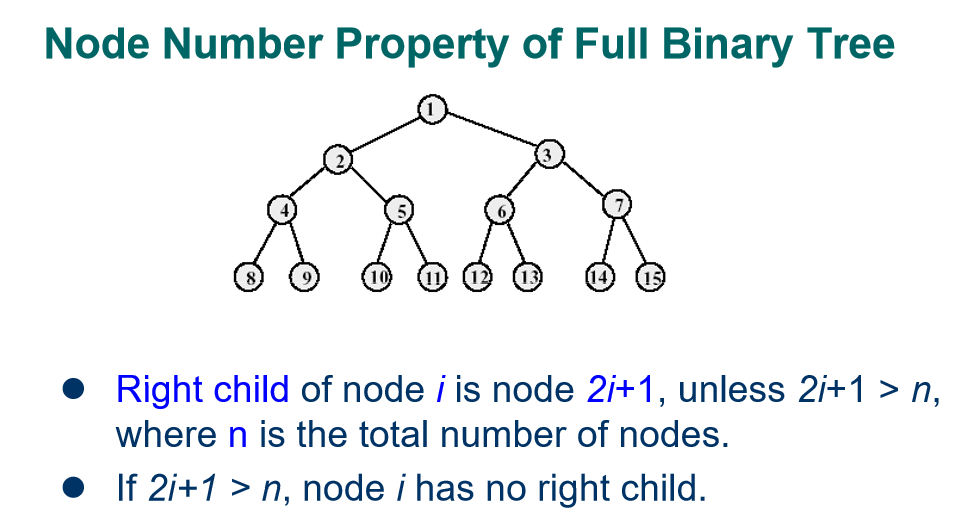 Node Number Property of Full Binary Tree
1
2 3
4 5 6 7
8 9 10 11 12 13 14 15
● Right child of node i is node 2i+1, unless 2i+1 > n,
where n is the total number of nodes.
● If 2i+1 > n, node i has no right child.